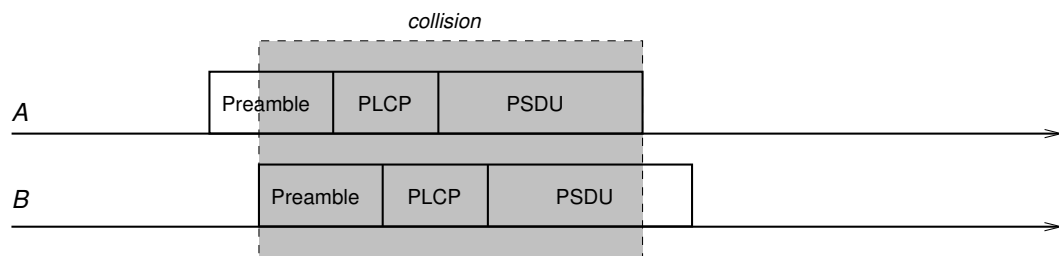 collision
A
Preamble PLCP PSDU
B
Preamble PLCP PSDU